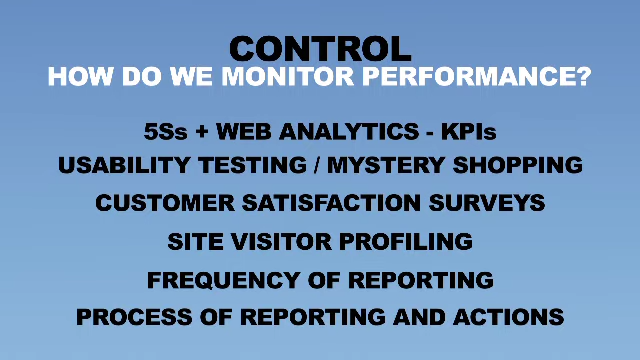 CONTROL
HOW DO WE MONITOR PERFORMANCE?
5Ss + WEB ANALYTICS - KPIs
USABILITY TESTING / MYSTERY SHOPPING
CUSTOMER SATISFACTION SURVEYS
SITE VISITOR PROFILING
FREQUENCY OF REPORTING
PROCESS OF REPORTING AND ACTIONS